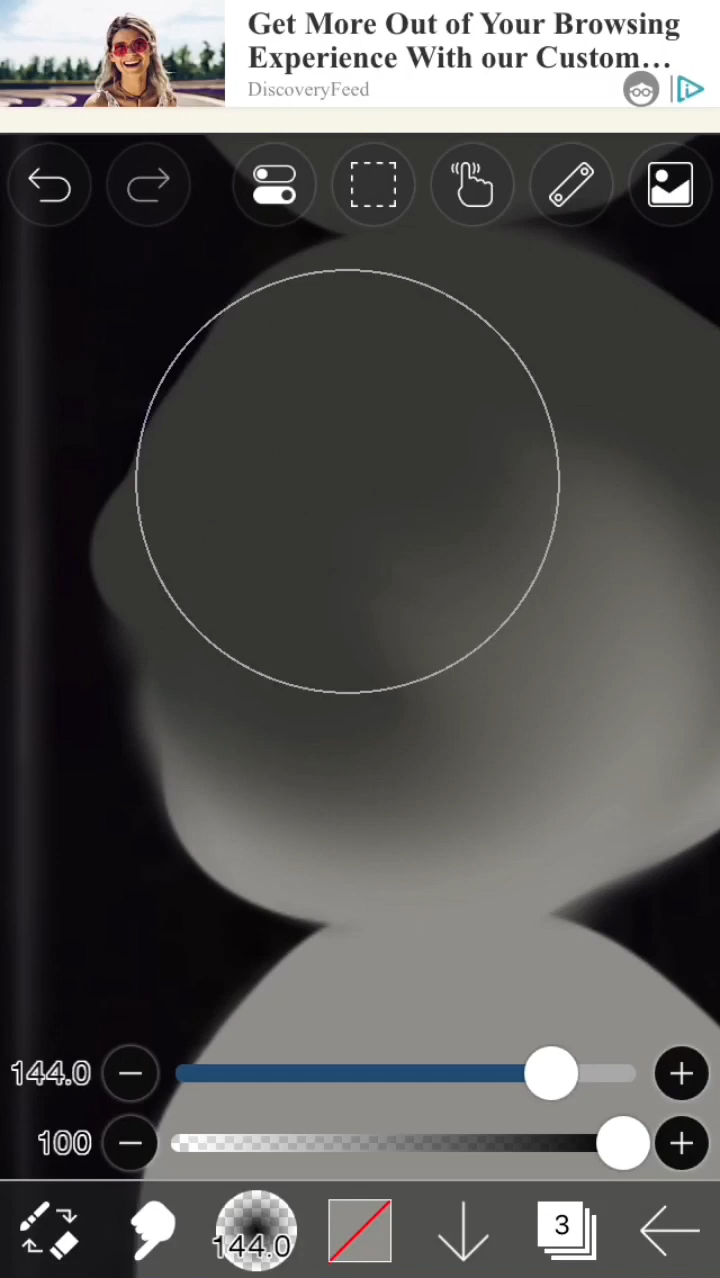 Get More Out of Your Browsing
Experience With our Custom...
DiscoveryFeed
144.0
100
144.0
3